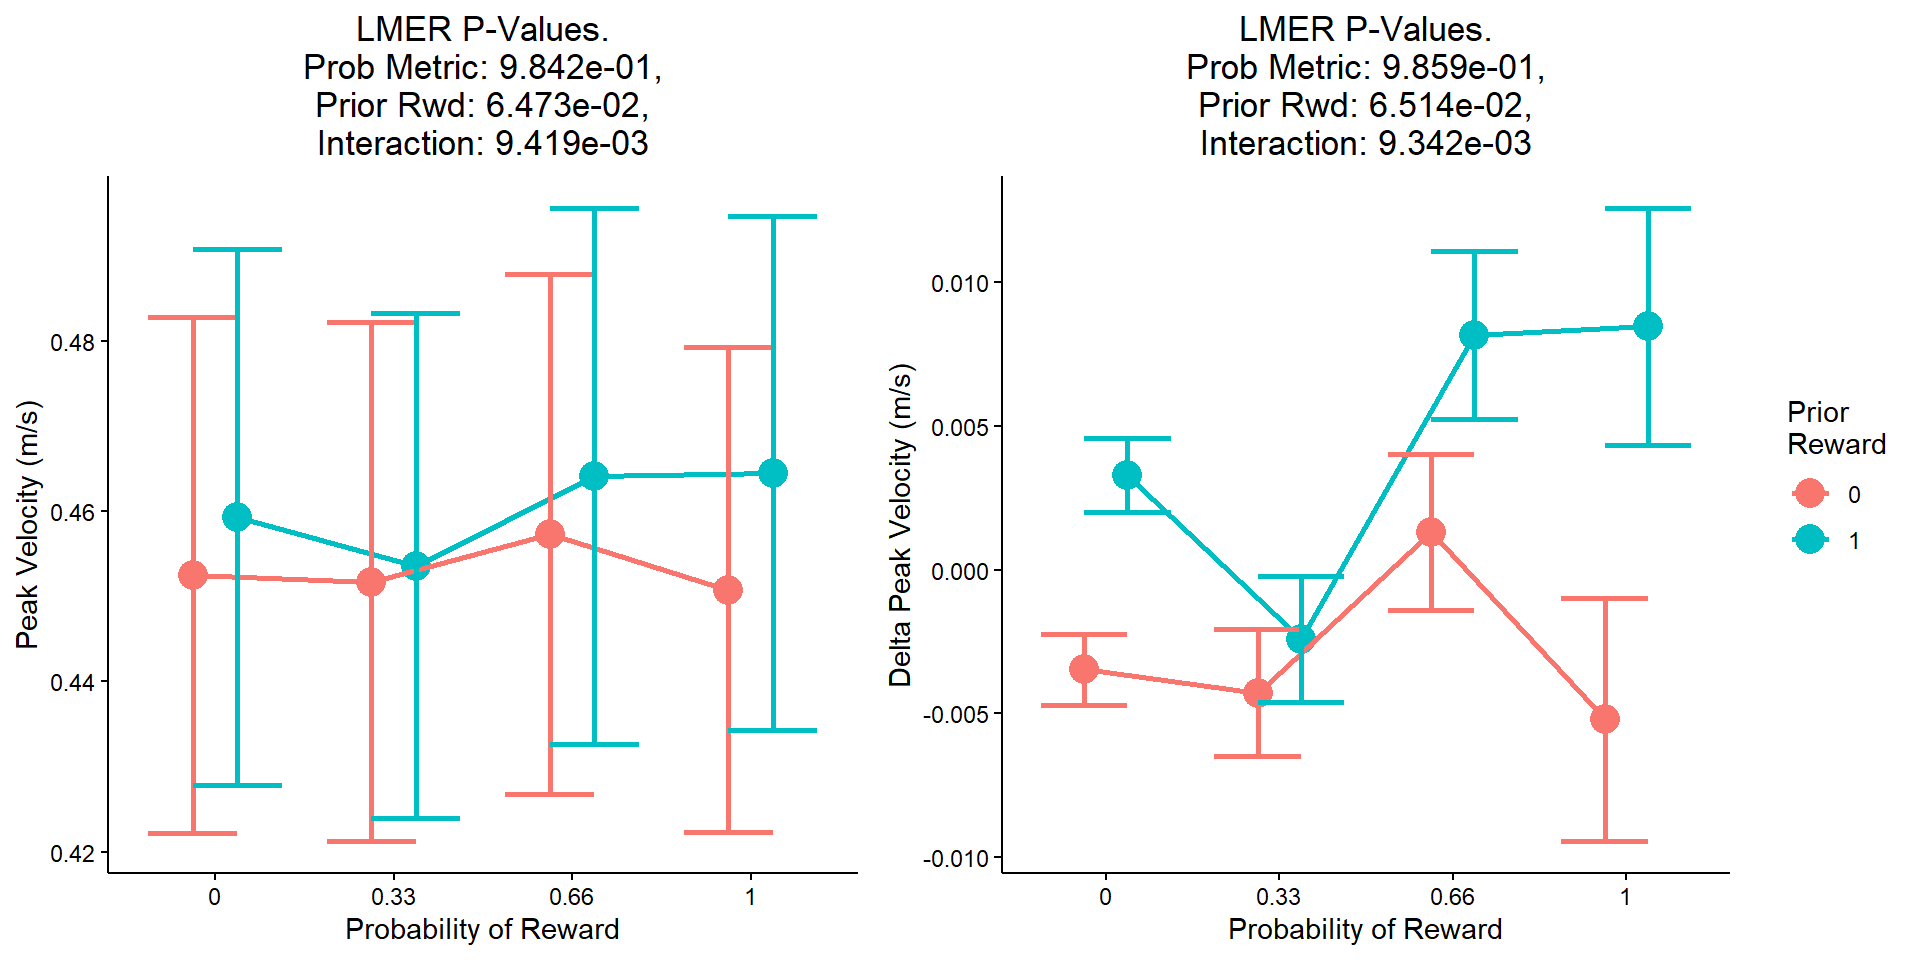 LMER P-Values.
Prob Metric: 9.842e-01,
Prior Rwd: 6.473e-02,
Interaction: 9.419e-03
Peak Velocity (m/s)
0.48
0.46
0.44
0.42
0 0.33 0.66 1
Probability of Reward
LMER P-Values.
Prob Metric: 9.859e-01,
Prior Rwd: 6.514e-02,
Interaction: 9.342e-03
Delta Peak Velocity (m/s)
0.010
0.005
0.000
-0.005
-0.010
0 0.33 0.66 1
Probability of Reward
Prior
Reward
0
1